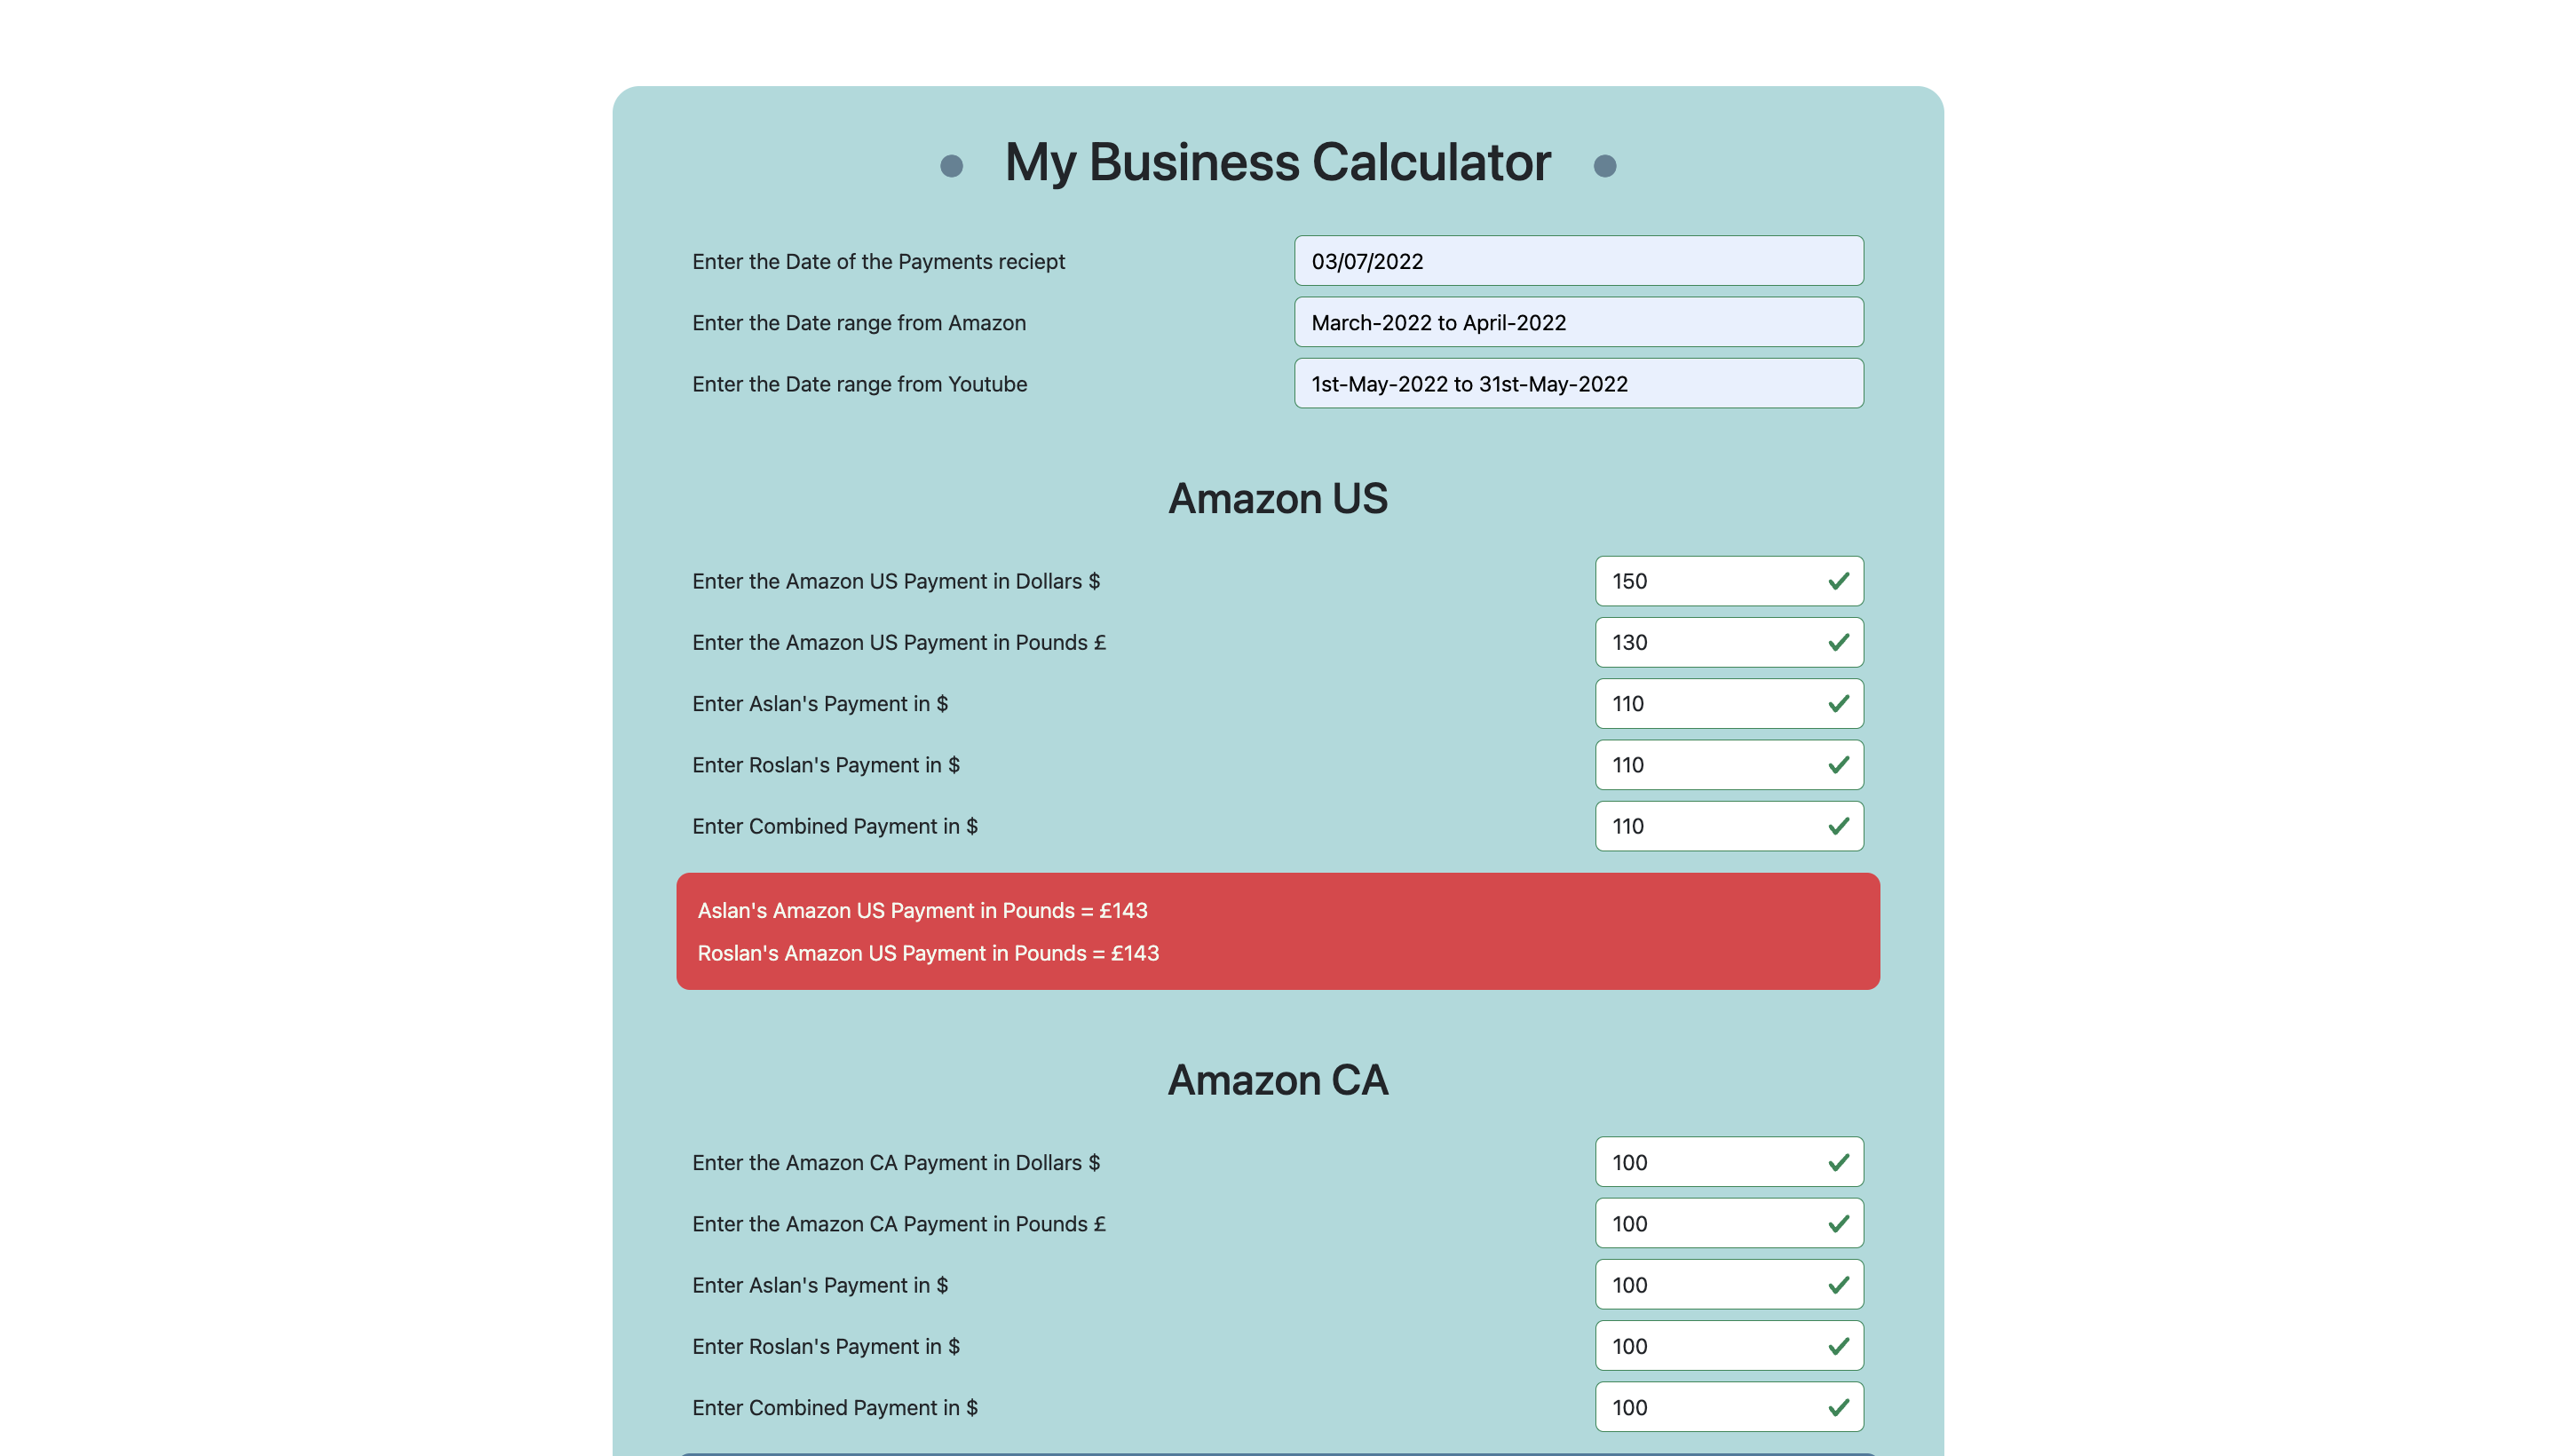 My Business Calculator
Enter the Date of the Payments reciept 03/07/2022
Enter the Date range from Amazon March-2022 to April-2022
Enter the Date range from Youtube 1st-May-2022 to 31st-May-2022
Amazon US
Enter the Amazon US Payment in Dollars $ 150
Enter the Amazon US Payment in Pounds £ 130
Enter Aslan's Payment in $ 110
Enter Roslan's Payment in $ 110
Enter Combined Payment in $ 110
Aslan's Amazon US Payment in Pounds = £143
Roslan's Amazon US Payment in Pounds = £143
Amazon CA
Enter the Amazon CA Payment in Dollars $ 100
Enter the Amazon CA Payment in Pounds £ 100
Enter Aslan's Payment in $ 100
Enter Roslan's Payment in $ 100
Enter Combined Payment in $ 100